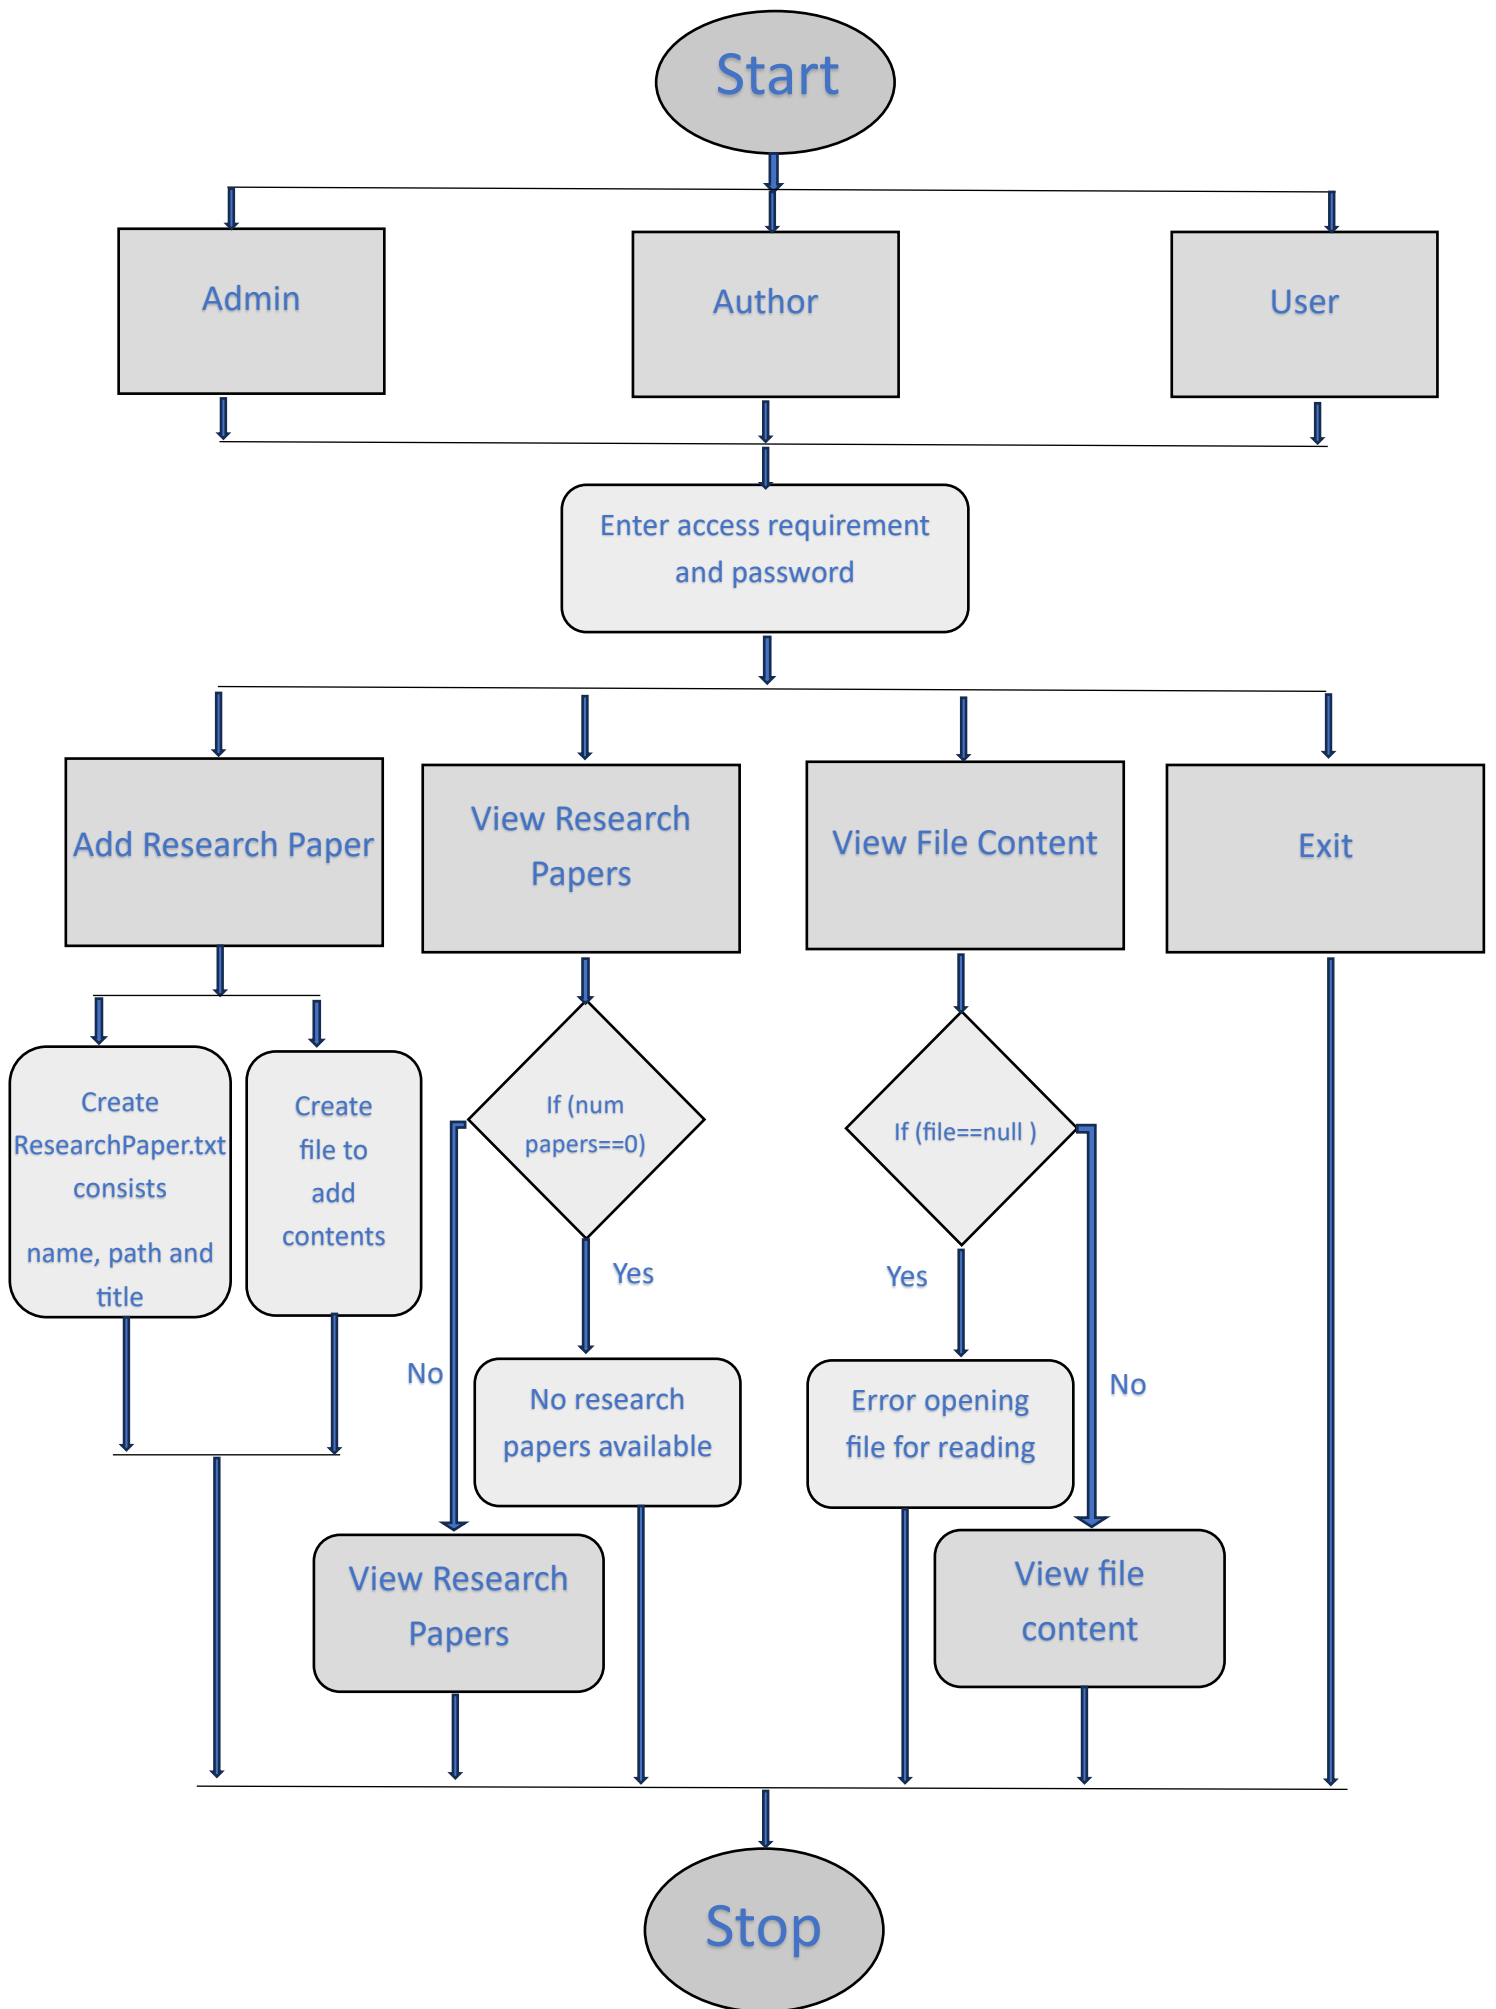 Start
Admin
Author
User
Enter access requirement
and password
Add Research Paper
View Research
Papers
View File Content
Exit
Create
ResearchPaper.txt
consists
name, path and
title
Create
file to
add
contents
If (num
papers==0)
If (file==null )
Yes
Yes
No
No
No research
papers available
Error opening
file for reading
View Research
Papers
View file
content
Stop